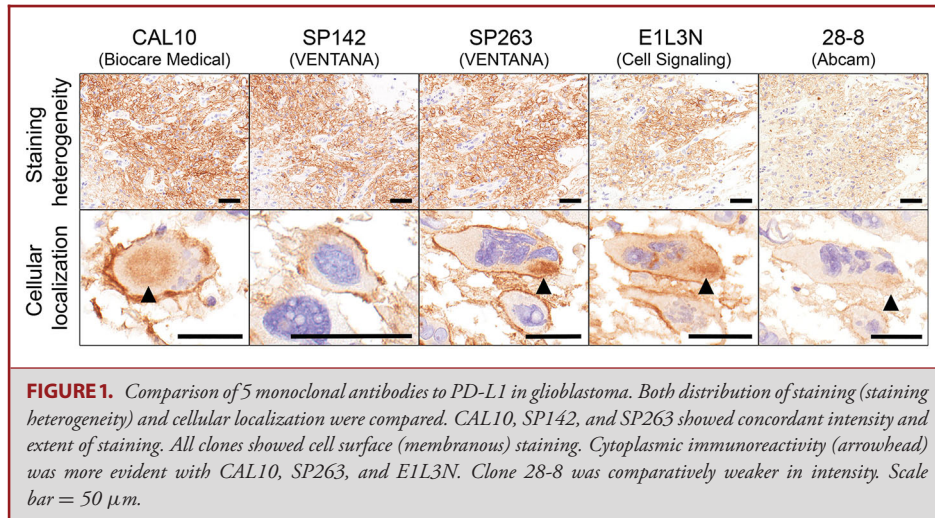 CAL10 SP142 SP263 E1L3N 28-8
(Biocare Medical) (VENTANA) (VENTANA) (Cell Signaling) (Abcam)
Staining
heterogeneity
Cellular
localization
FIGURE 1. Comparison of 5 monoclonal antibodies to PD-L1 in glioblastoma. Both distribution of staining (staining
heterogeneity) and cellular localization were compared. CAL10, SP142, and SP263 showed concordant intensity and
extent of staining. All clones showed cell surface (membranous) staining. Cytoplasmic immunoreactivity (arrowhead)
was more evident with CAL10, SP263, and E1L3N. Clone 28-8 was comparatively weaker in intensity. Scale
bar = 50 μm.